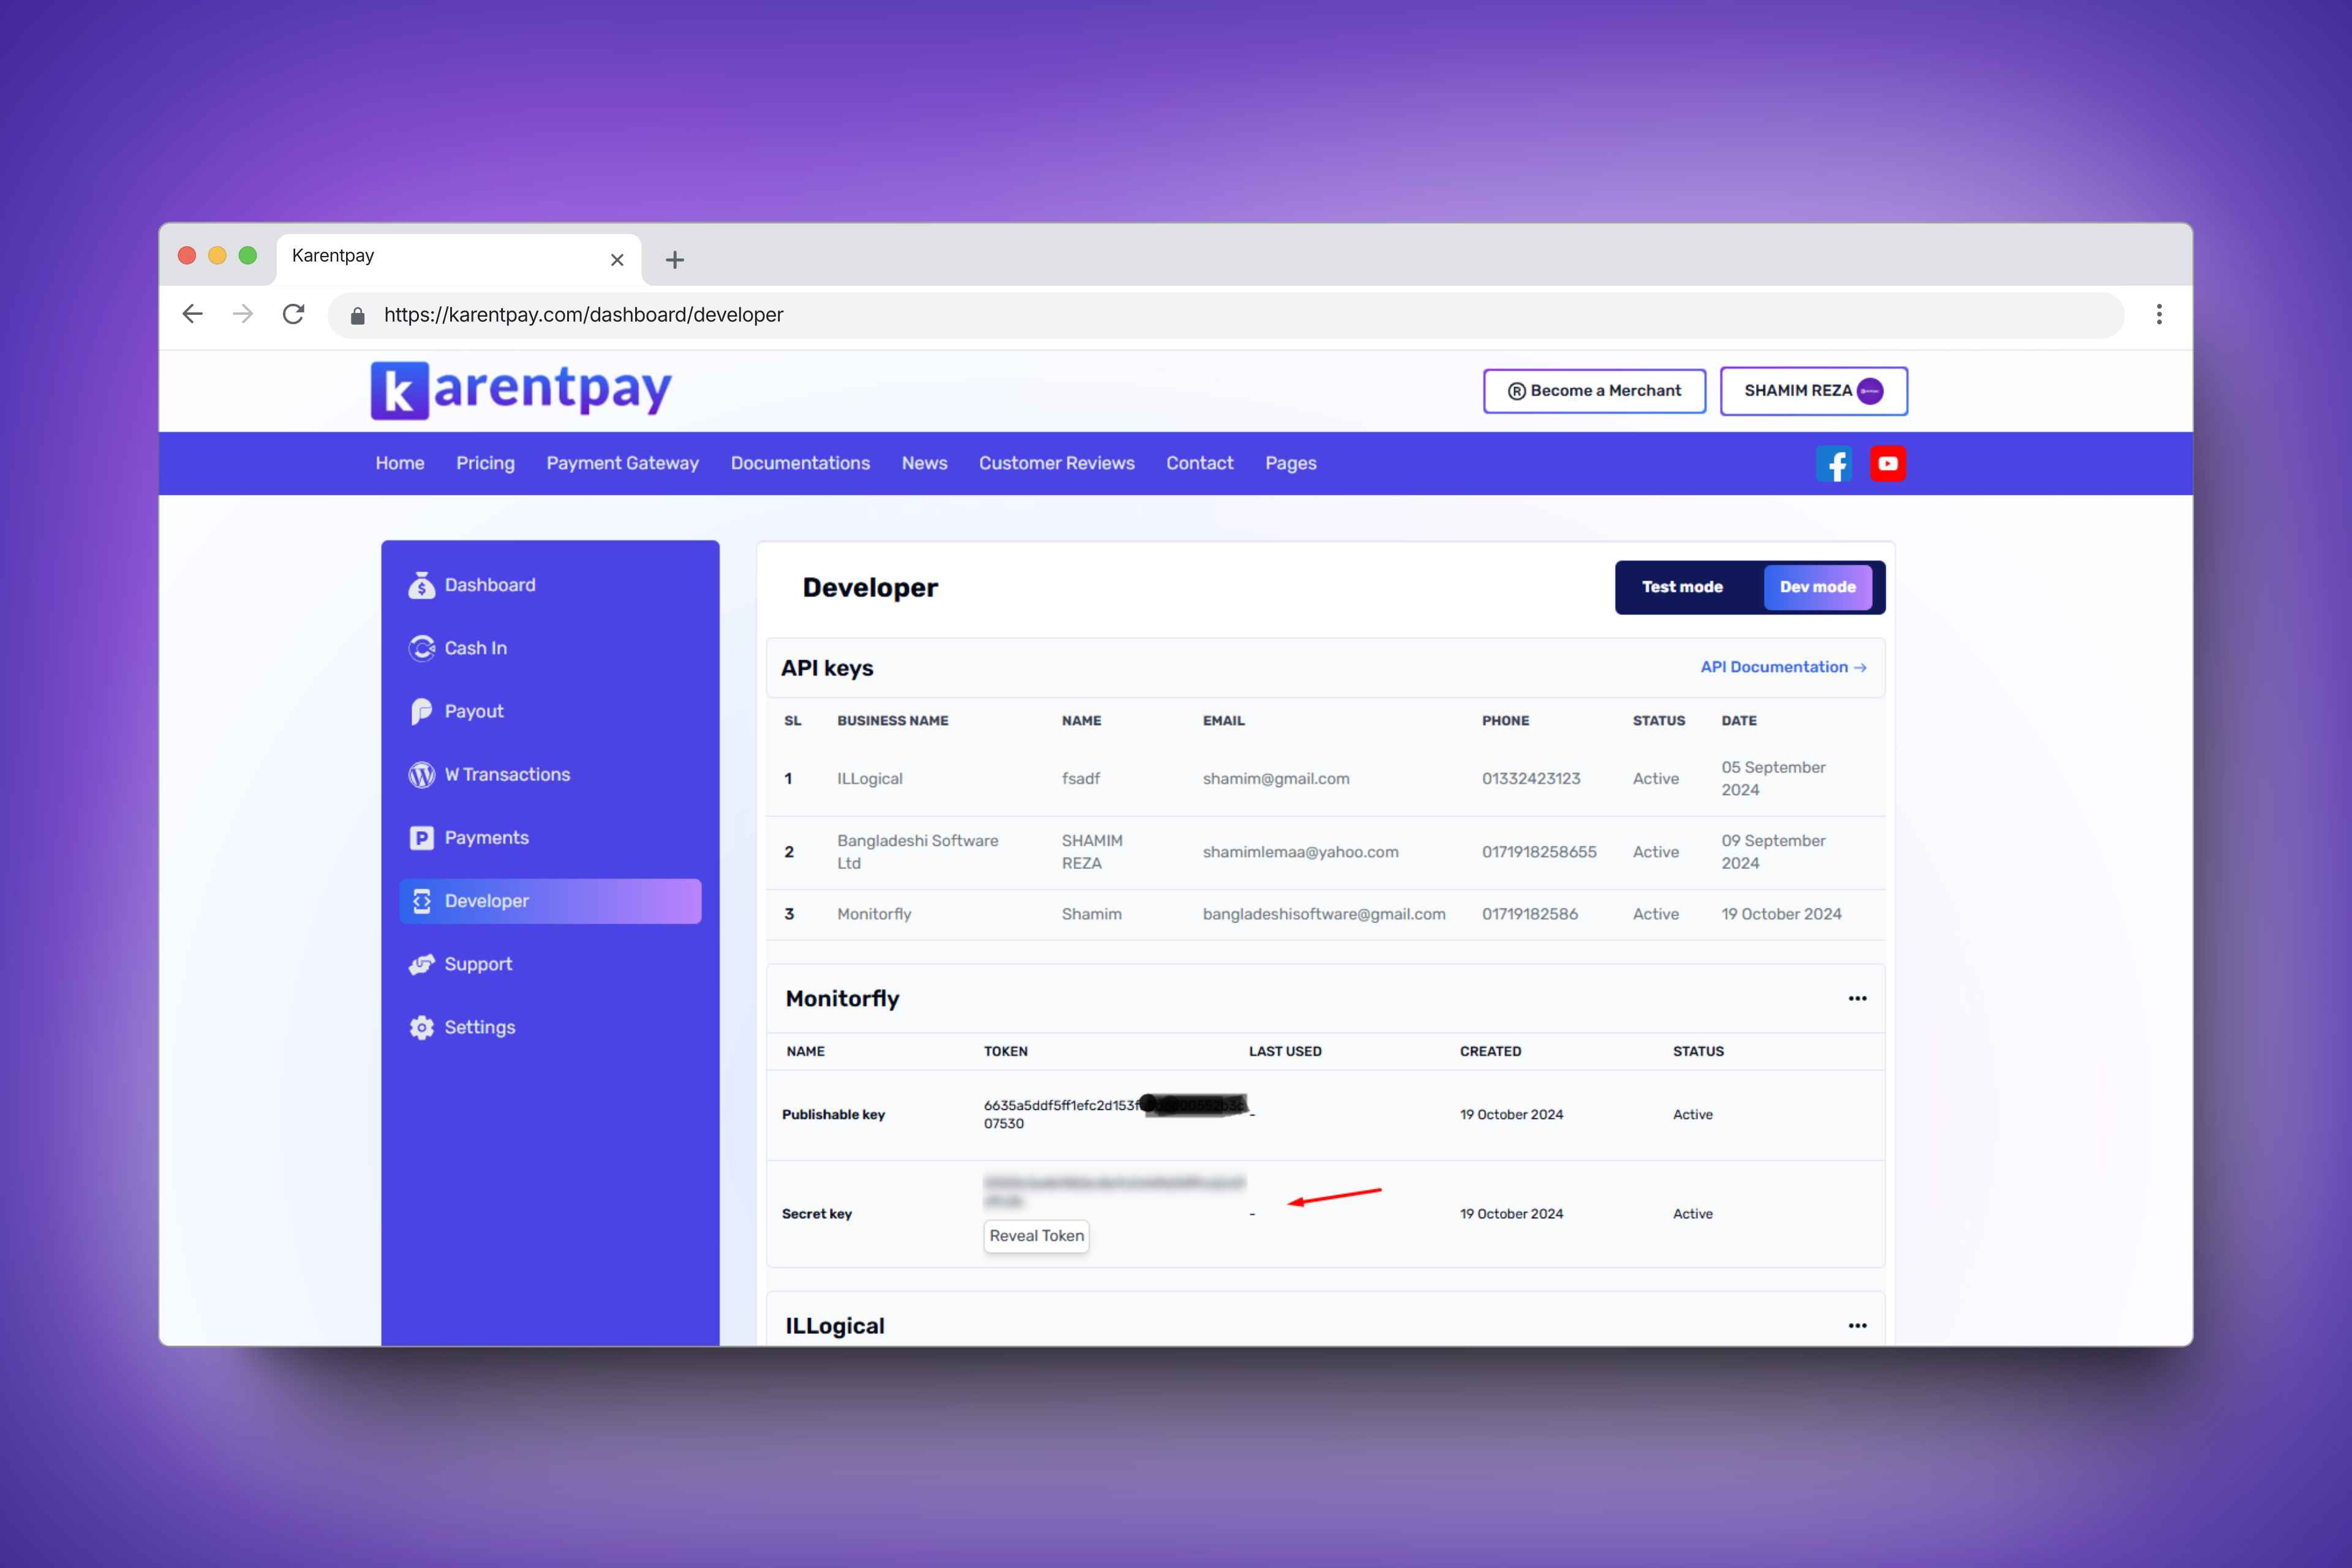 Karentpay
https://karentpay.com/dashboard/developer
karentpay
Become a Merchant
SHAMIM REZA
Home Pricing Payment Gateway Documentations News Customer Reviews Contact Pages
Dashboard
Cash In
Payout
W Transactions
Payments
Developer
Support
Settings
Developer
Test mode Dev mode
API keys
API Documentation →
SL BUSINESS NAME NAME EMAIL PHONE STATUS DATE
1 ILLogical fsadf shamim@gmail.com 01332423123 Active 05 September
2024
2 Bangladeshi Software SHAMIM shamimlemaa@yahoo.com 0171918258655 Active 09 September
Ltd REZA 2024
3 Monitorfly Shamim bangladeshisoftware@gmail.com 01719182586 Active 19 October 2024
Monitorfly
NAME TOKEN LAST USED CREATED STATUS
Publishable key 6635a5ddf5ff1efc2d153f - 19 October 2024 Active
07530
Secret key - 19 October 2024 Active
Reveal Token
ILLogical